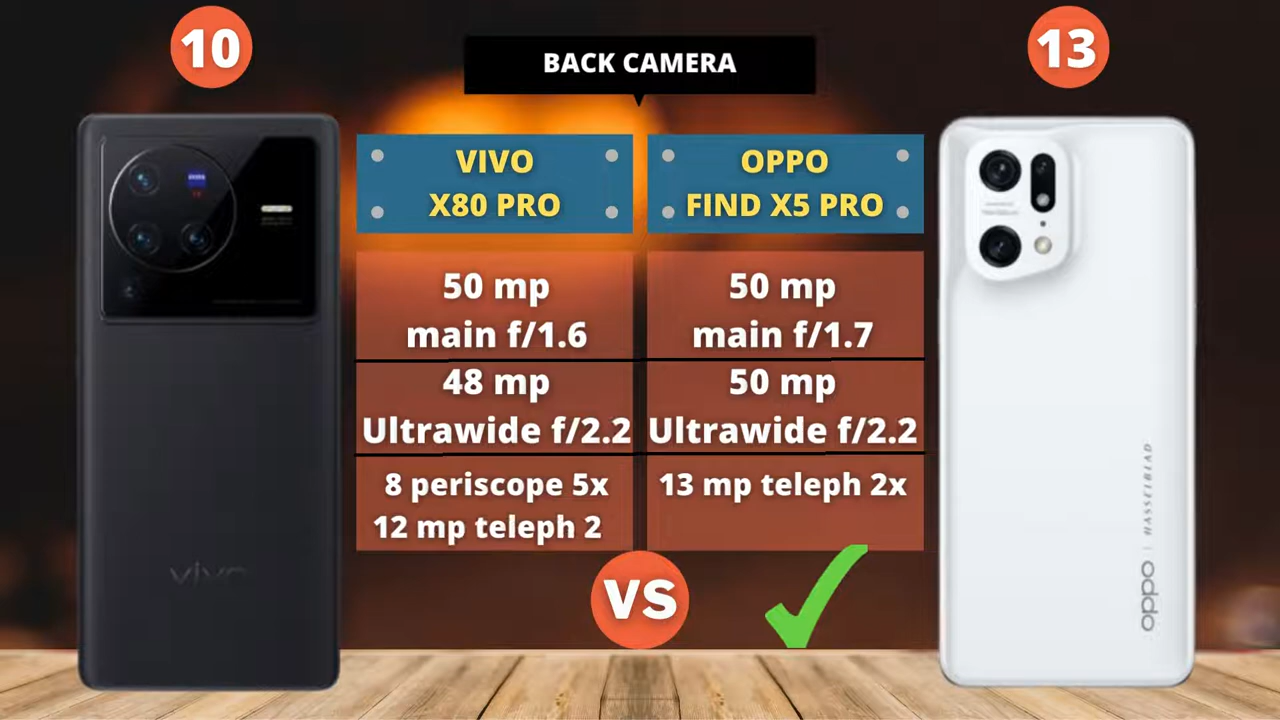 10
BACK CAMERA
13
VIVO
X80 PRO
OPPO
FIND X5 PRO
50 mp
main f/1.6
50 mp
main f/1.7
48 mp
Ultrawide f/2.2
50 mp
Ultrawide f/2.2
8 periscope 5x
12 mp teleph 2
13 mp teleph 2x
VS
vivo
oppo | HASSELBLAD